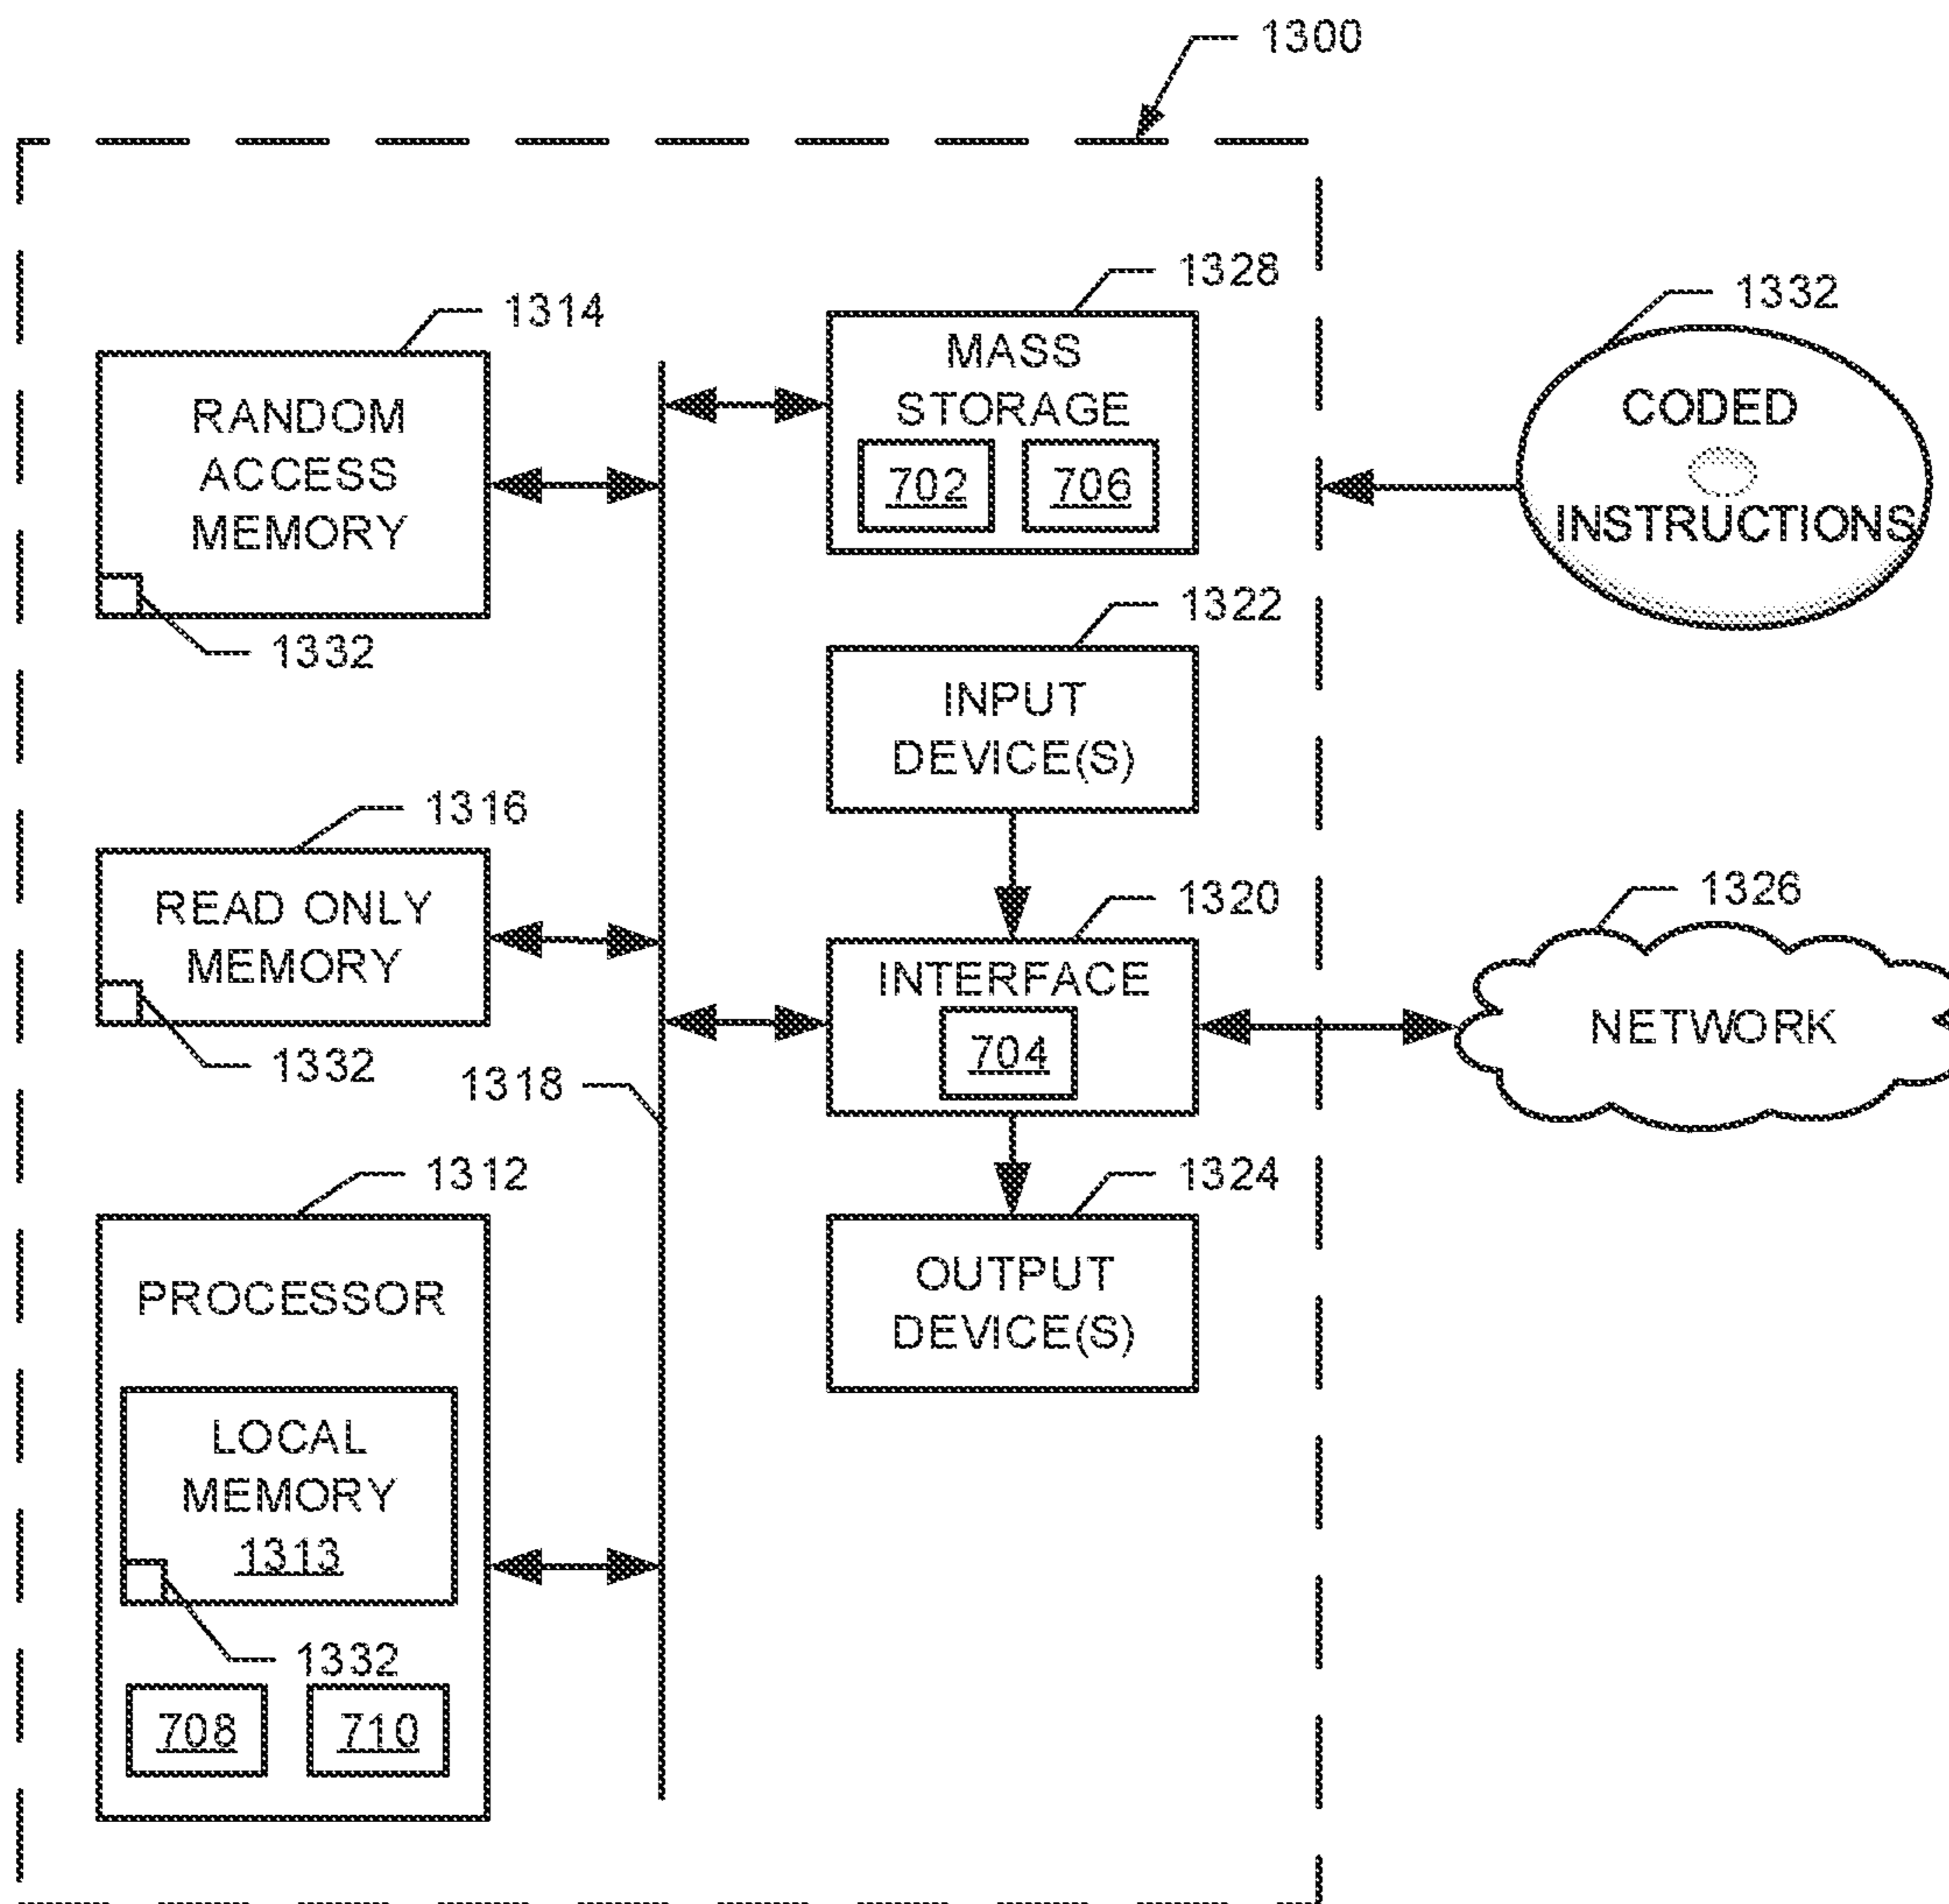 1300
1328
1314
1332
MASS
STORAGE
702
706
RANDOM
ACCESS
MEMORY
1332
CODED
INSTRUCTIONS
1322
INPUT
DEVICE(S)
1316
READ ONLY
MEMORY
1332
1318
1320
INTERFACE
704
1326
NETWORK
1312
PROCESSOR
LOCAL
MEMORY
1313
1332
708
710
1324
OUTPUT
DEVICE(S)